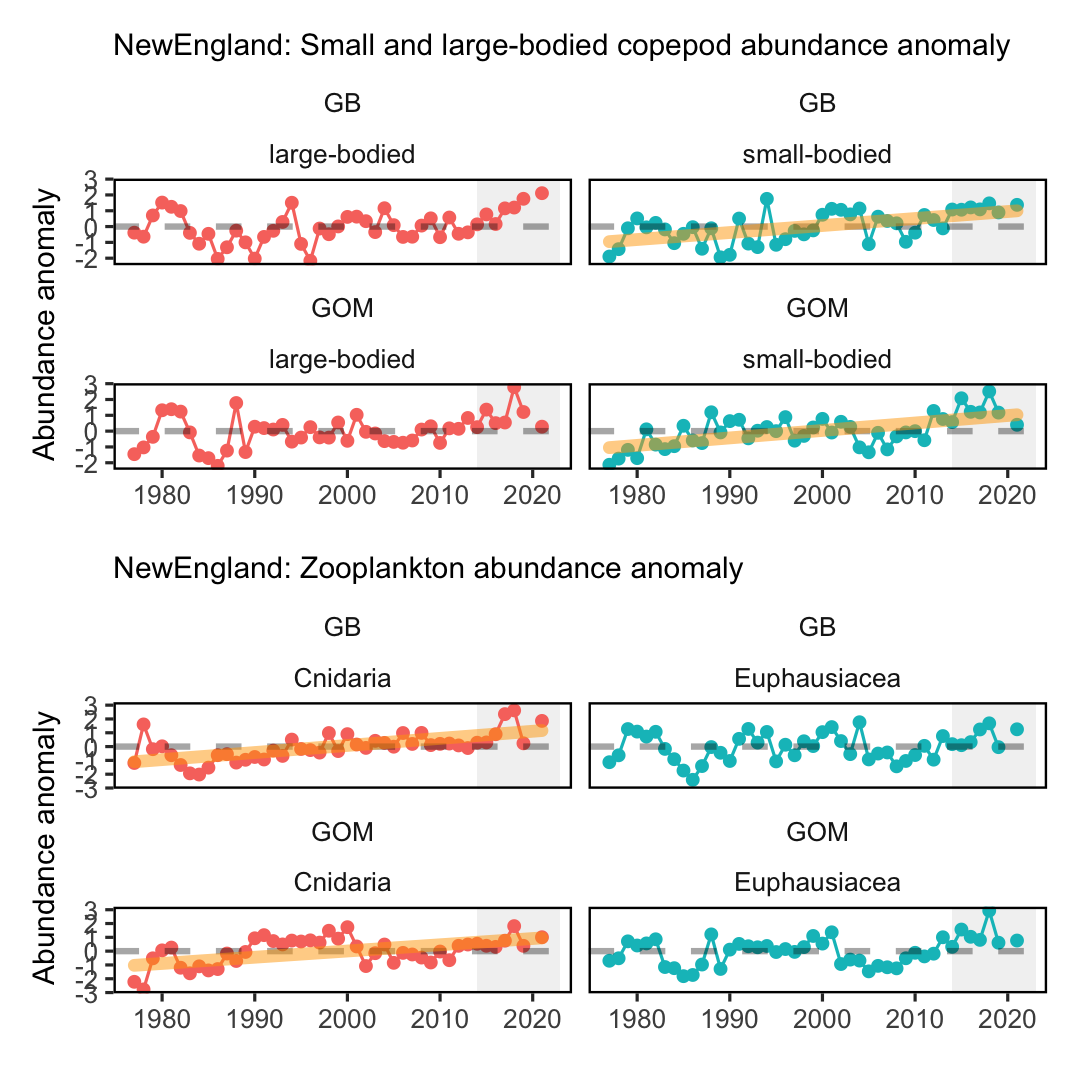 NewEngland: Small and large-bodied copepod abundance anomaly
GB GB
large-bodied small-bodied
3
2
1
0
-1
-2
GOM GOM
large-bodied small-bodied
3
2
1
0
-1
-2
Abundance anomaly
1980 1990 2000 2010 2020 1980 1990 2000 2010 2020
NewEngland: Zooplankton abundance anomaly
GB GB
Cnidaria Euphausiacea
3
2
1
0
-1
-2
-3
GOM GOM
Cnidaria Euphausiacea
3
2
1
0
-1
-2
-3
Abundance anomaly
1980 1990 2000 2010 2020 1980 1990 2000 2010 2020